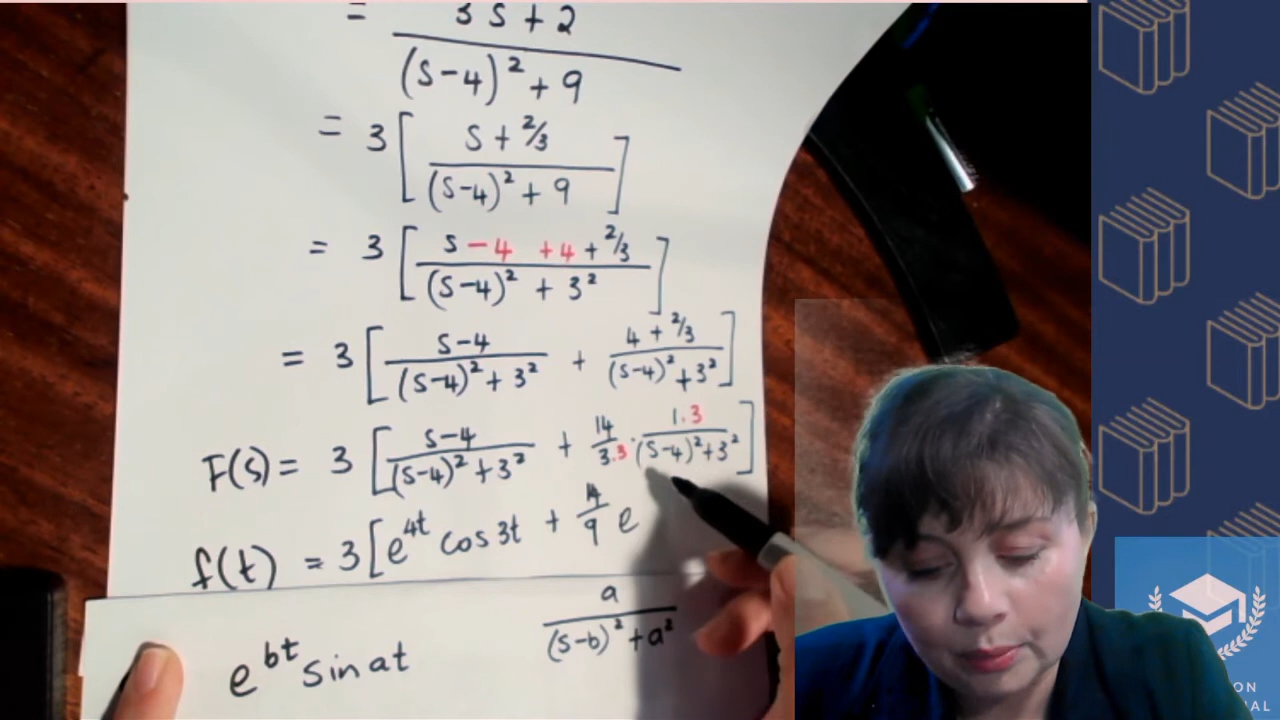 = 3s + 2 / (s-4)² + 9
= 3 [ s + 2/3 / (s-4)² + 9 ]
= 3 [ s - 4 + 4 + 2/3 / (s-4)² + 3² ]
= 3 [ s-4 / (s-4)² + 3² + 4 + 2/3 / (s-4)² + 3² ]
F(s) = 3 [ s-4 / (s-4)² + 3² + 14 / 3.3 . 1.3 / (s-4)² + 3² ]
f(t) = 3 [ e^4t cos 3t + 14/9 e
e^bt sin at a / (s-b)² + a²
ON
AL